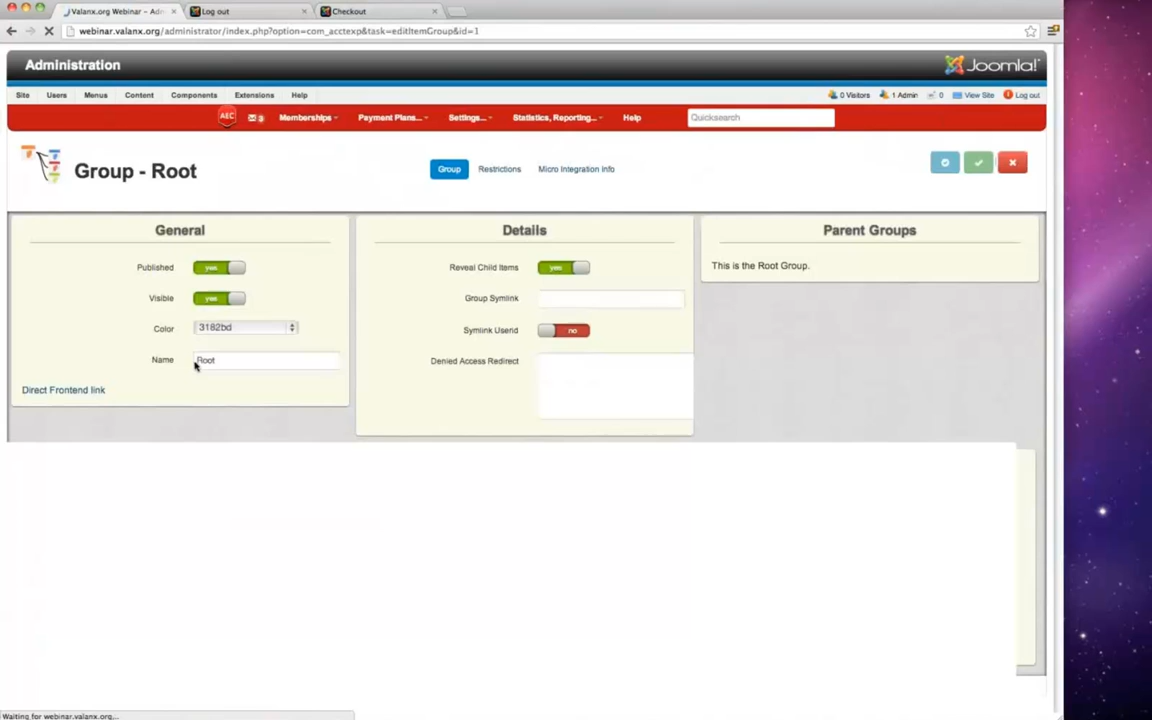 Valanx.org Webinar – Adm
Log out
Checkout
webinar.valanx.org/administrator/index.php?option=com_acctexp&task=editItemGroup&id=1
Administration
Joomla!
Site Users Menus Content Components Extensions Help
0 Visitors 1 Admin 0 View Site Log out
AEC Memberships Payment Plans... Settings... Statistics, Reporting... Help Quicksearch
Group - Root
Group Restrictions Micro Integration Info
General
Published yes
Visible yes
Color 3182bd
Name Root
Direct Frontend link
Details
Reveal Child Items yes
Group Symlink
Symlink Userid no
Denied Access Redirect
Parent Groups
This is the Root Group.
Waiting for webinar.valanx.org...